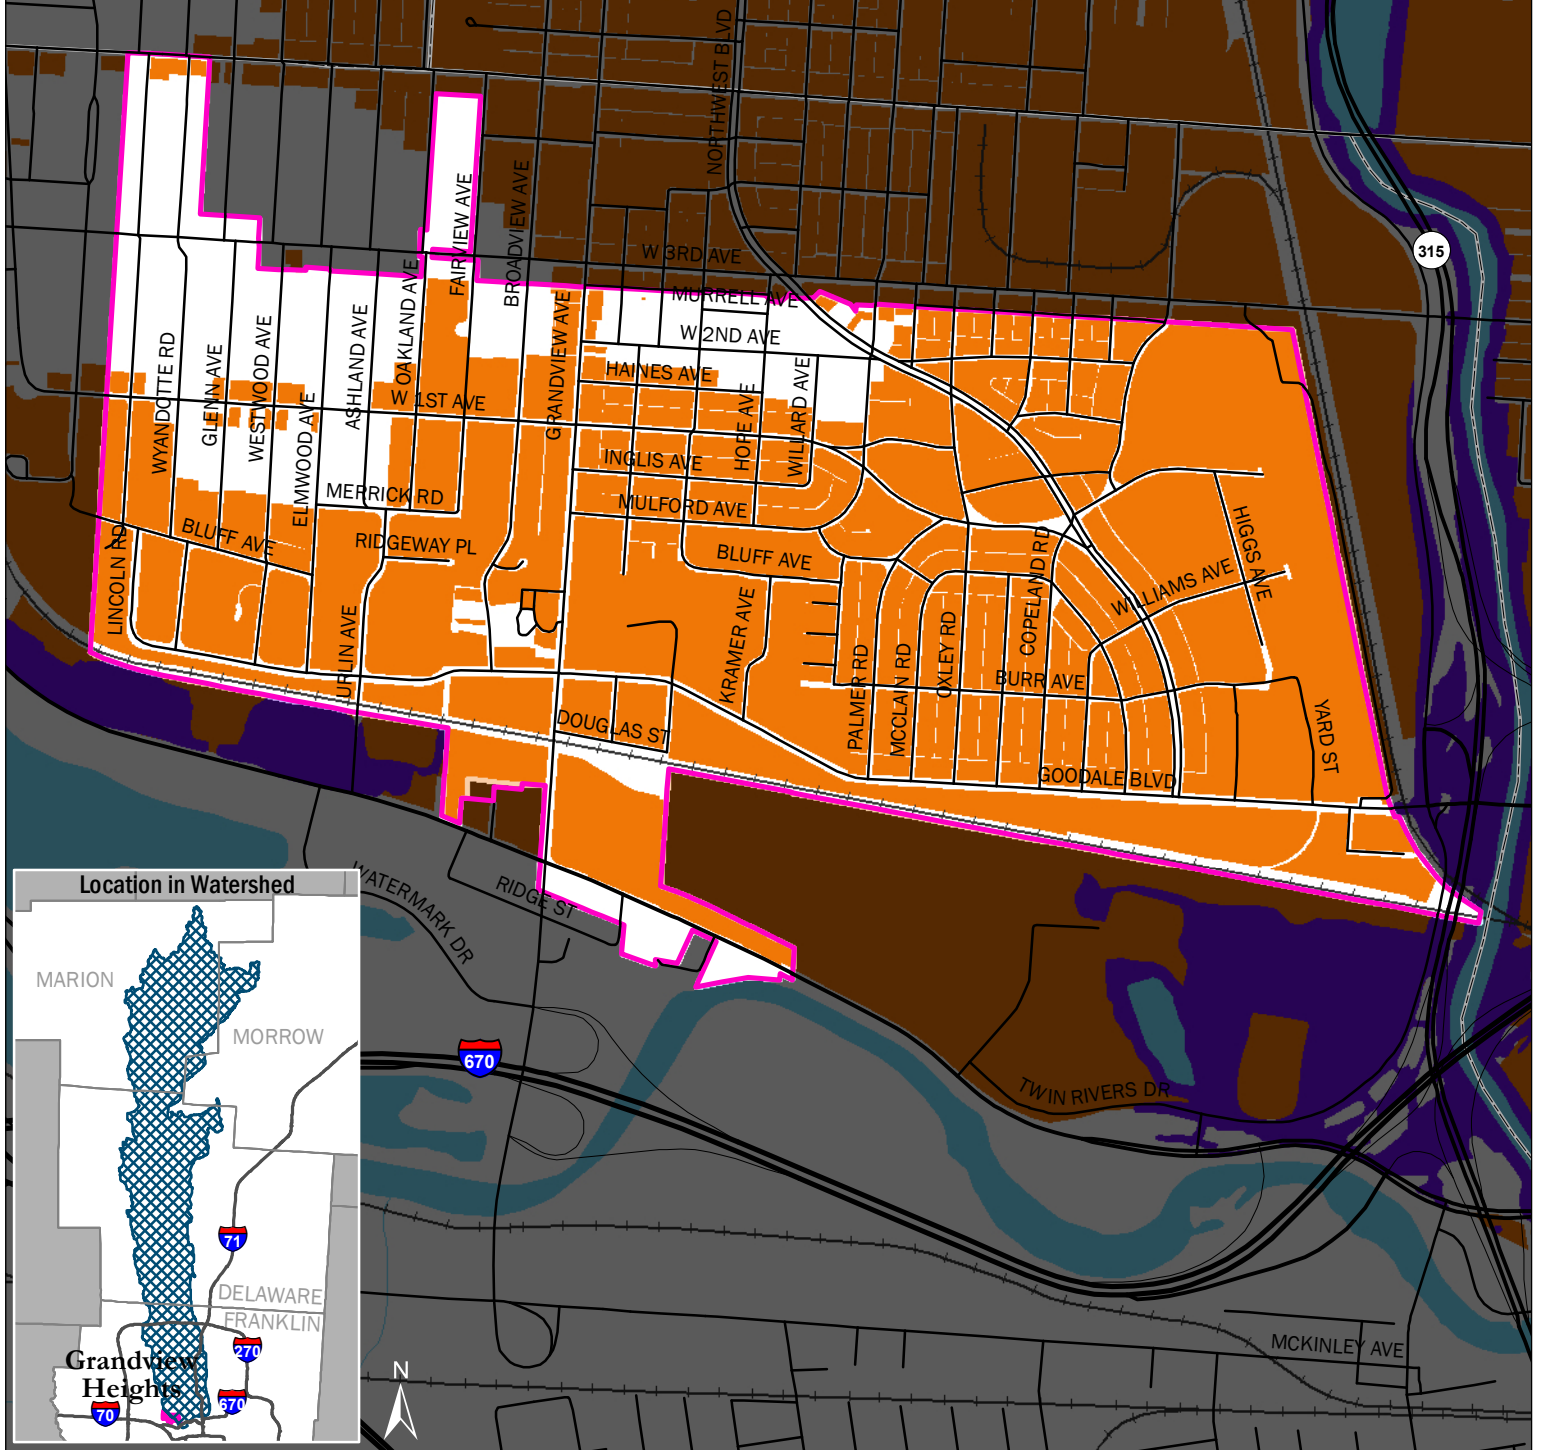 NORTHWEST BLVD
315
FAIRVIEW AVE
BROADVIEW AVE
W 3RD AVE
MURRELL AVE
W 2ND AVE
WYANDOTTE RD
GLENN AVE
WESTWOOD AVE
ELMWOOD AVE
ASHLAND AVE
W OAKLAND AVE
GRANDVIEW AVE
HAINES AVE
HOPE AVE
WILLARD AVE
W 1ST AVE
INGLIS AVE
MERRICK RD
MULFORD AVE
LINCOLN RD
BLUFF AVE
RIDGEWAY PL
BLUFF AVE
HIGGS AVE
WILLIAMS AVE
COPELAND RD
URLIN AVE
KRAMER AVE
PALMER RD
MCCLAIN RD
OXLEY RD
BURR AVE
YARD ST
DOUGLAS ST
GOODALE BLVD
WATERMARK DR
RIDGE ST
670
TWIN RIVERS DR
MCKINLEY AVE
N
Location in Watershed
MARION
MORROW
71
DELAWARE
FRANKLIN
270
Grandview
Heights
70
670